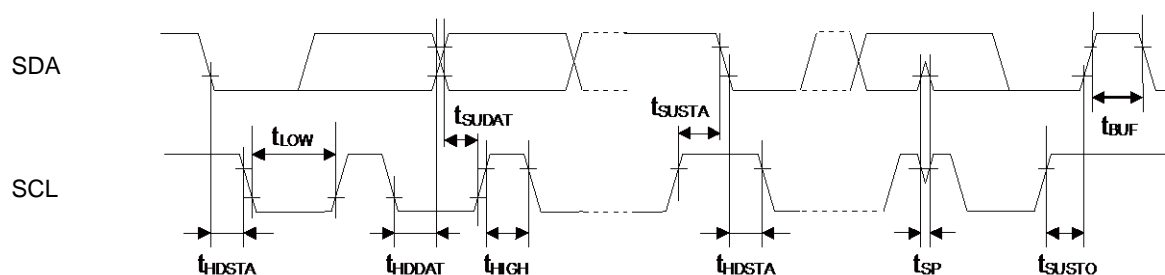 SDA
tSUDAT
tSUSTA
tLOW
tBUF
SCL
tHDSTA
tHDDAT
tHIGH
tHDSTA
tSP
tSUSTO